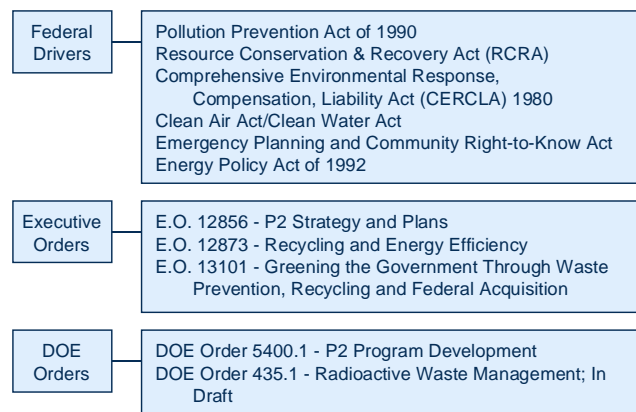 Federal
Drivers
Pollution Prevention Act of 1990
Resource Conservation & Recovery Act (RCRA)
Comprehensive Environmental Response,
Compensation, Liability Act (CERCLA) 1980
Clean Air Act/Clean Water Act
Emergency Planning and Community Right-to-Know Act
Energy Policy Act of 1992
Executive
Orders
E.O. 12856 - P2 Strategy and Plans
E.O. 12873 - Recycling and Energy Efficiency
E.O. 13101 - Greening the Government Through Waste
Prevention, Recycling and Federal Acquisition
DOE
Orders
DOE Order 5400.1 - P2 Program Development
DOE Order 435.1 - Radioactive Waste Management; In
Draft